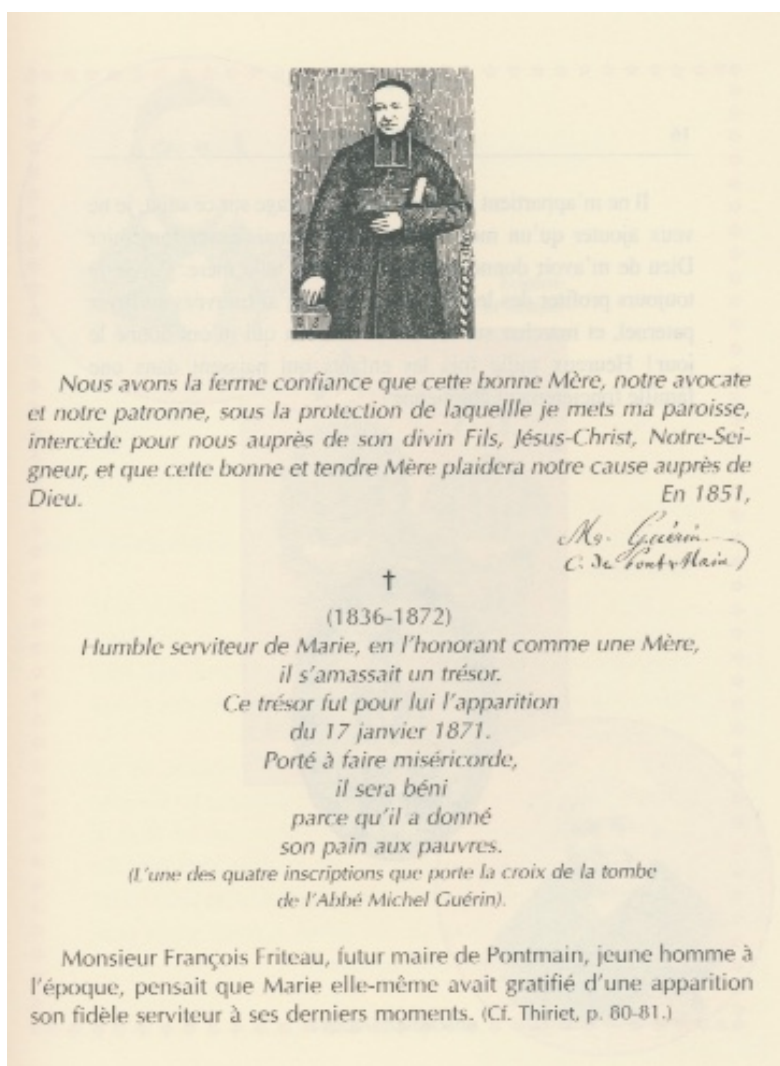 Nous avons la ferme confiance que cette bonne Mère, notre avocate
et notre patronne, sous la protection de laquellle je mets ma paroisse,
intercède pour nous auprès de son divin Fils, Jésus-Christ, Notre-Sei-
gneur, et que cette bonne et tendre Mère plaidera notre cause auprès de
Dieu. En 1851,
Guérin
C. de Pontmain
†
(1836-1872)
Humble serviteur de Marie, en l'honorant comme une Mère,
il s'amassait un trésor.
Ce trésor fut pour lui l'apparition
du 17 janvier 1871.
Porté à faire miséricorde,
il sera béni
parce qu'il a donné
son pain aux pauvres.
(L'une des quatre inscriptions que porte la croix de la tombe
de l'Abbé Michel Guérin).
Monsieur François Friteau, futur maire de Pontmain, jeune homme à
l'époque, pensait que Marie elle-même avait gratifié d'une apparition
son fidèle serviteur à ses derniers moments. (Cf. Thiriet, p. 80-81.)